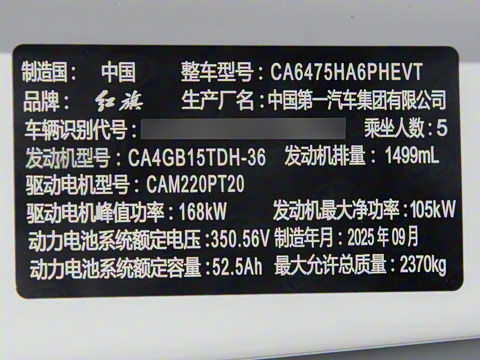 制造国： 中国 整车型号：CA6475HA6PHEVT
品牌： 红旗 生产厂名：中国第一汽车集团有限公司
车辆识别代号： 乘坐人数：5
发动机型号：CA4GB15TDH-36 发动机排量： 1499mL
驱动电机型号：CAM220PT20
驱动电机峰值功率：168kW 发动机最大净功率：105kW
动力电池系统额定电压：350.56V 制造年月：2025年09月
动力电池系统额定容量：52.5Ah 最大允许总质量：2370kg